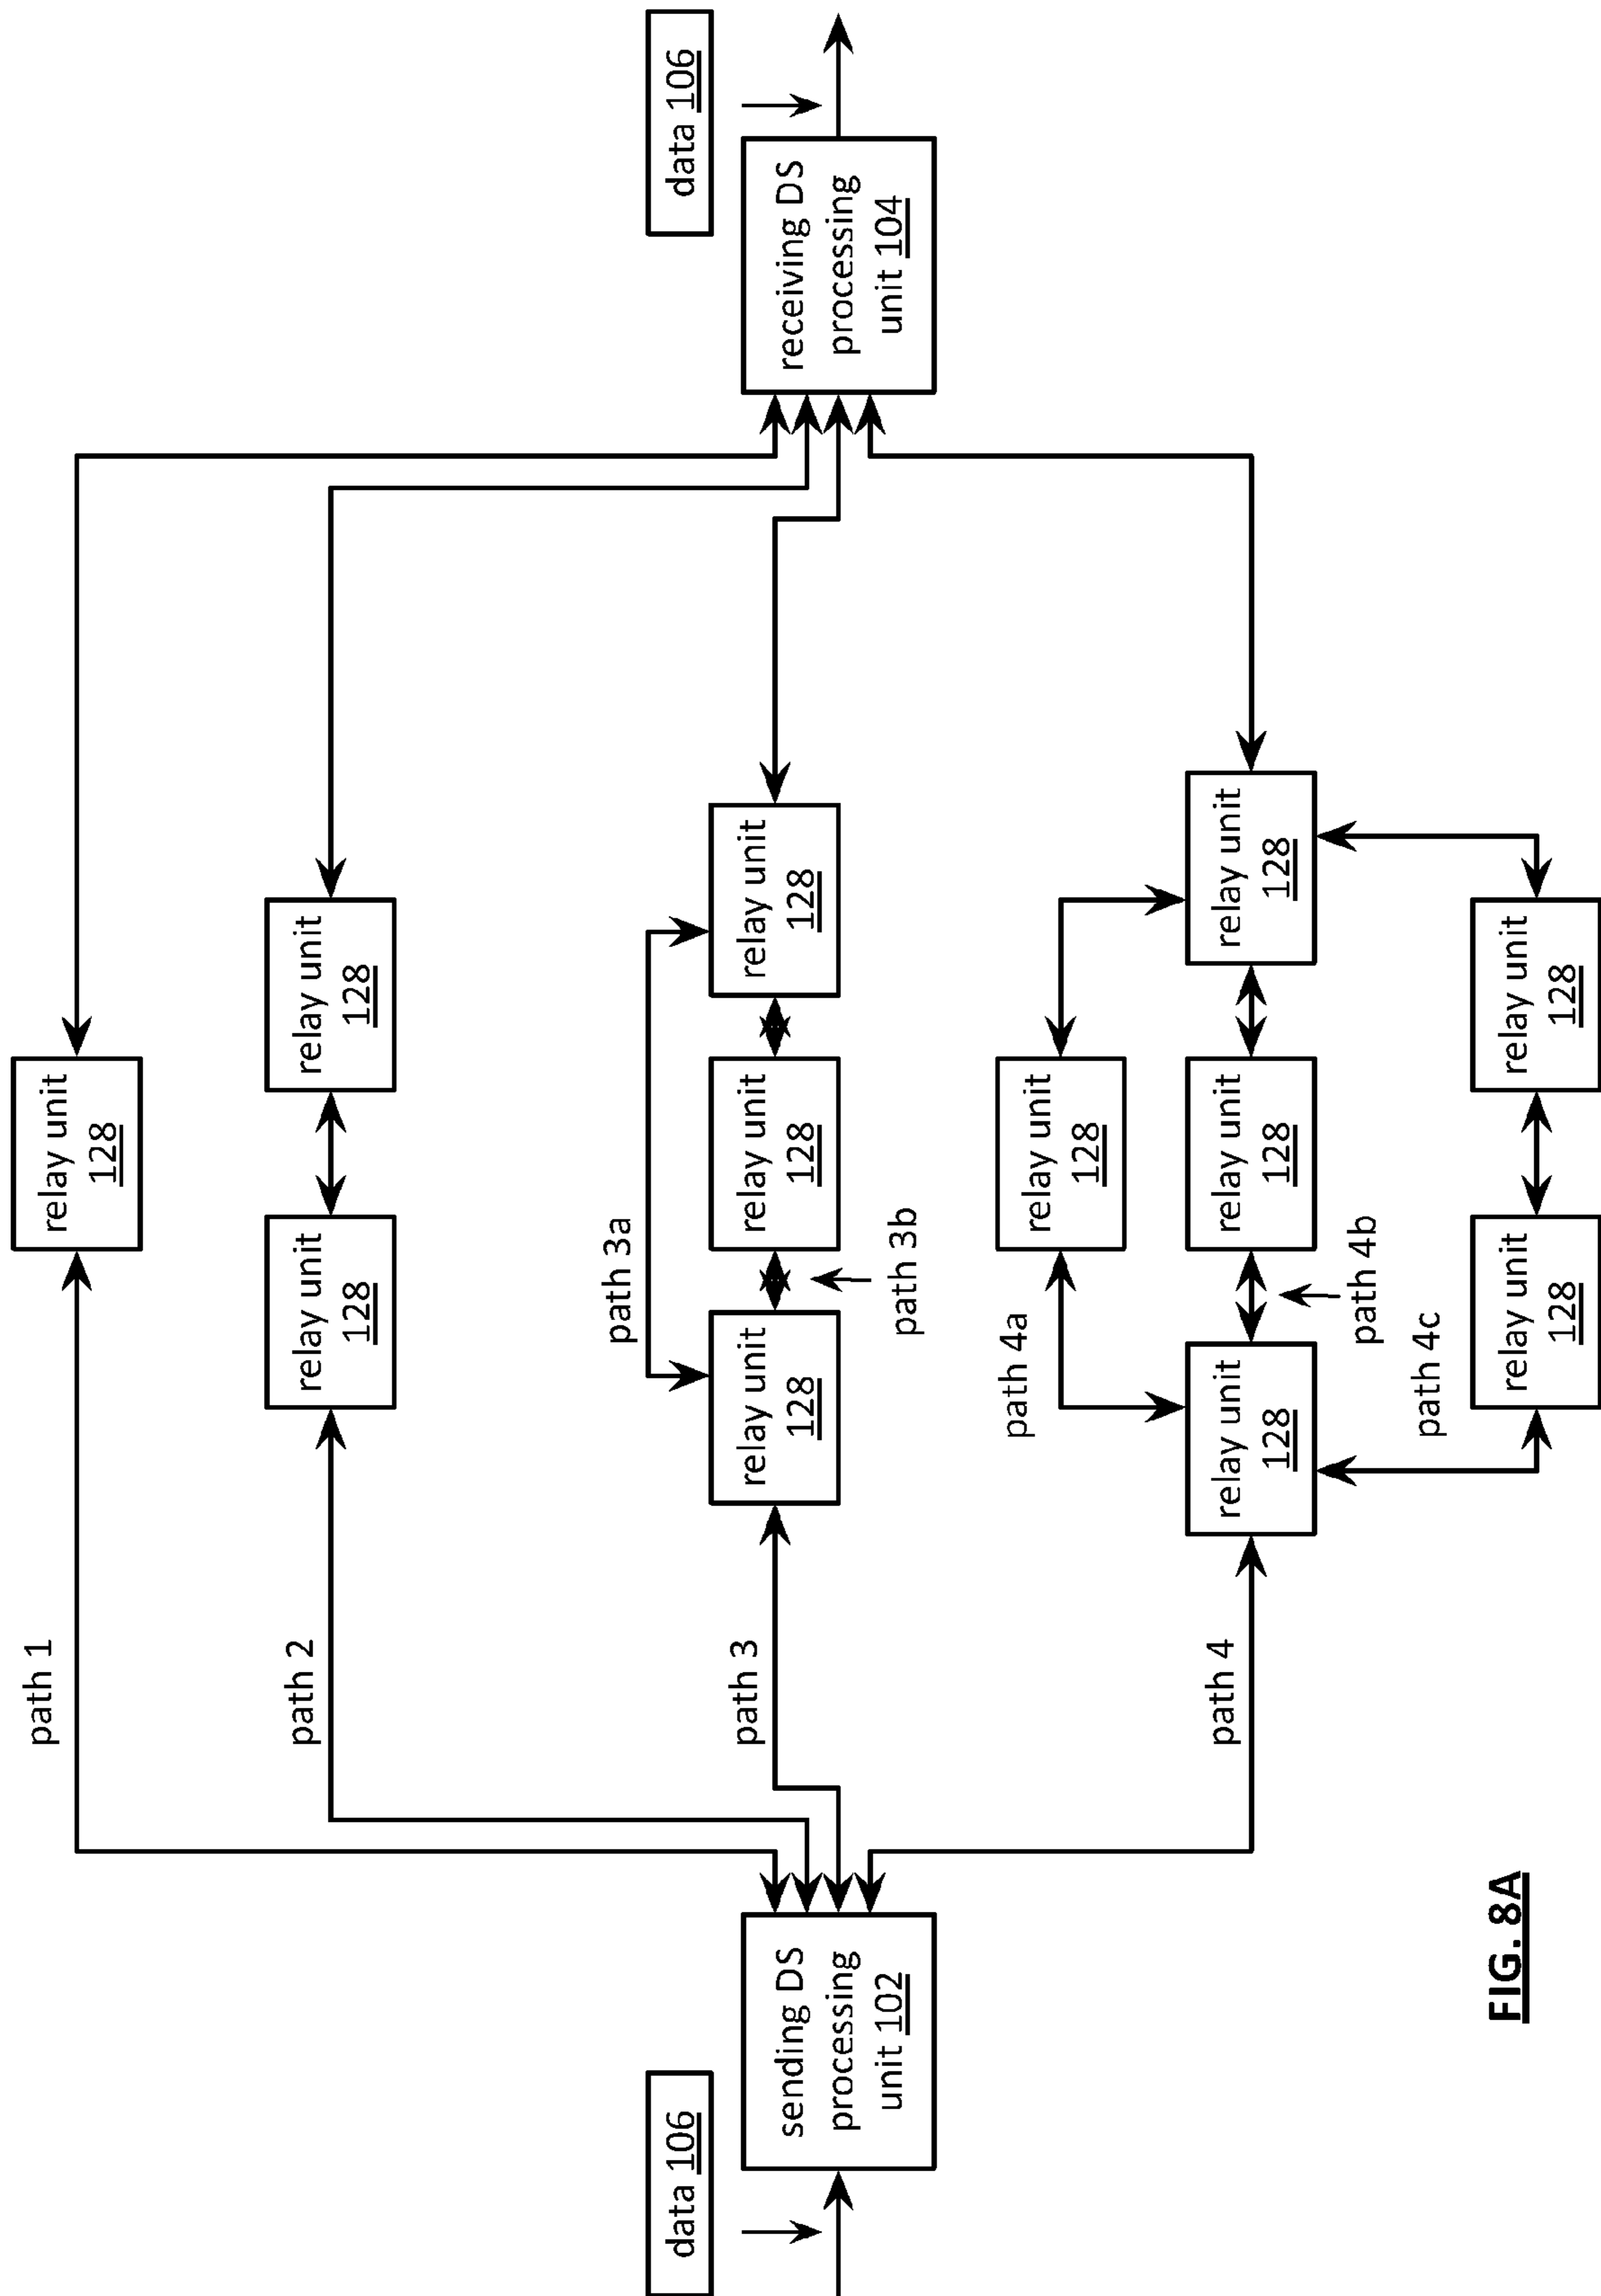 path 1
relay unit
128
path 2
relay unit
128
relay unit
128
data 106
sending DS
processing
unit 102
path 3
relay unit
128
path 3a
relay unit
128
path 3b
relay unit
128
data 106
receiving DS
processing
unit 104
path 4
relay unit
128
path 4a
relay unit
128
relay unit
128
path 4b
relay unit
128
path 4c
relay unit
128
relay unit
128
FIG. 8A